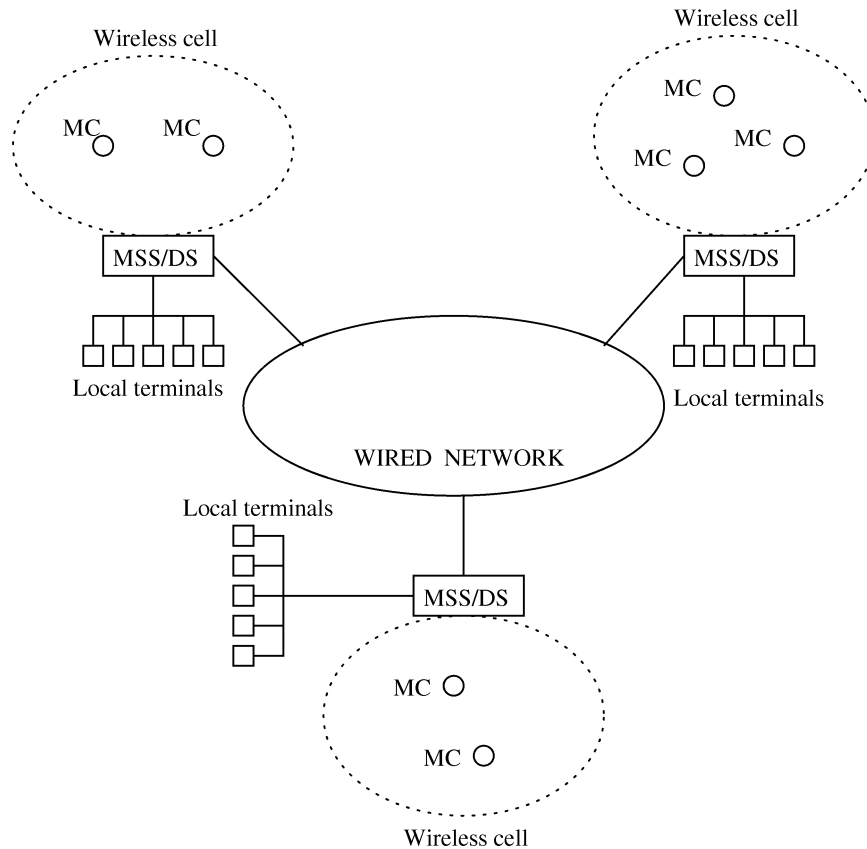 Wireless cell
MC
MC
MSS/DS
Local terminals
Wireless cell
MC
MC
MC
MSS/DS
Local terminals
WIRED NETWORK
Local terminals
MSS/DS
MC
MC
Wireless cell